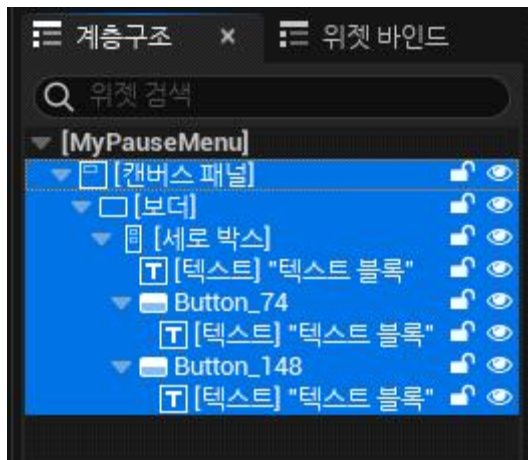 계층구조 × 위젯 바인드
위젯 검색
[MyPauseMenu]
[캔버스 패널]
[보더]
[세로 박스]
[텍스트] "텍스트 블록"
Button_74
[텍스트] "텍스트 블록"
Button_148
[텍스트] "텍스트 블록"